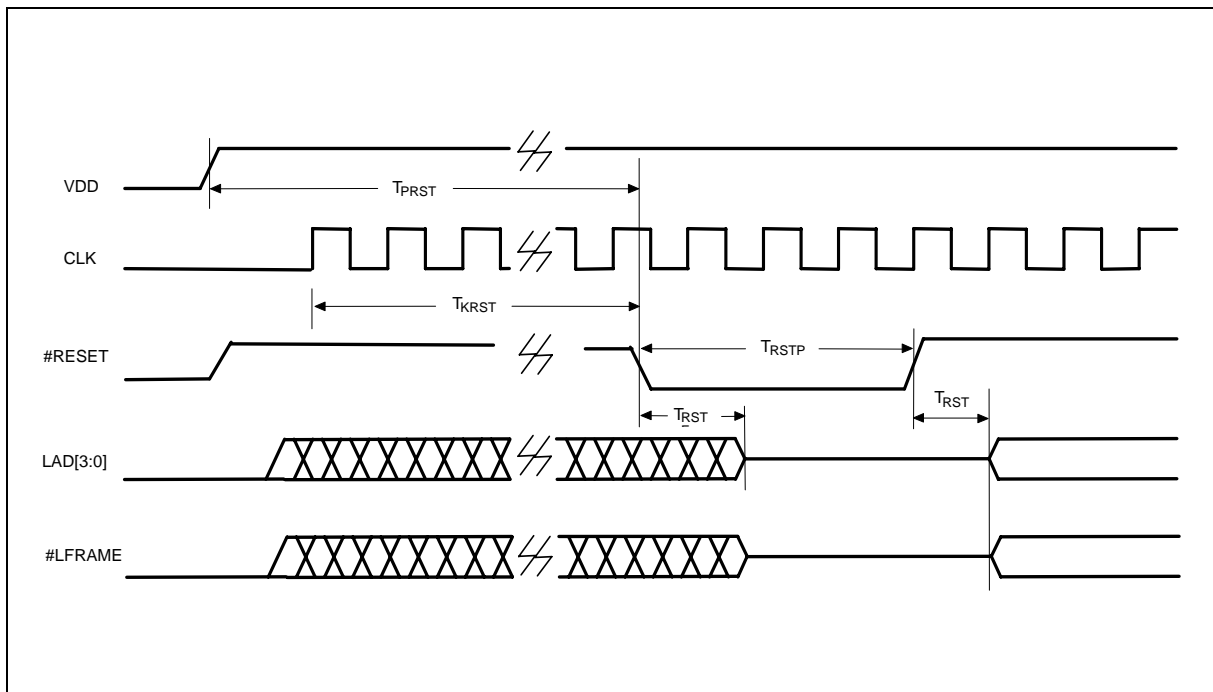 VDD
TPRST
CLK
TKRST
#RESET
TRSTP
TRST
TRST
LAD[3:0]
#LFRAME